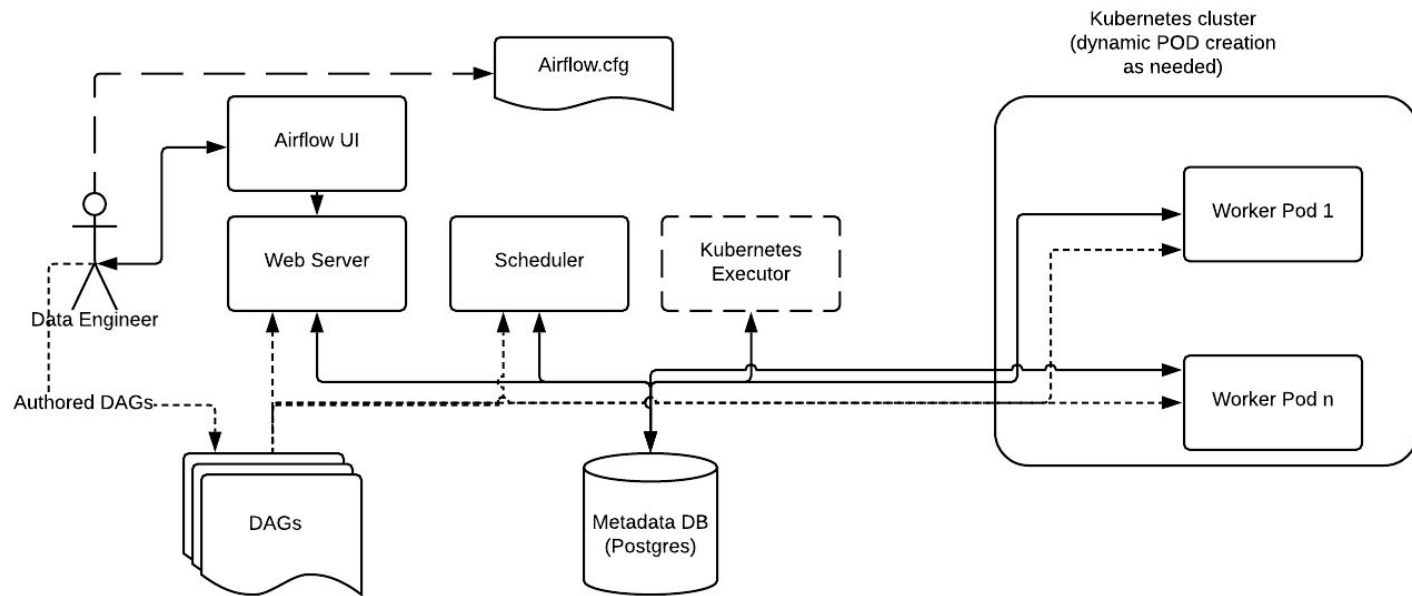 Kubernetes cluster
(dynamic POD creation
as needed)
Airflow.cfg
Airflow UI
Worker Pod 1
Web Server
Scheduler
Kubernetes
Executor
Data Engineer
Authored DAGs
Worker Pod n
DAGs
Metadata DB
(Postgres)